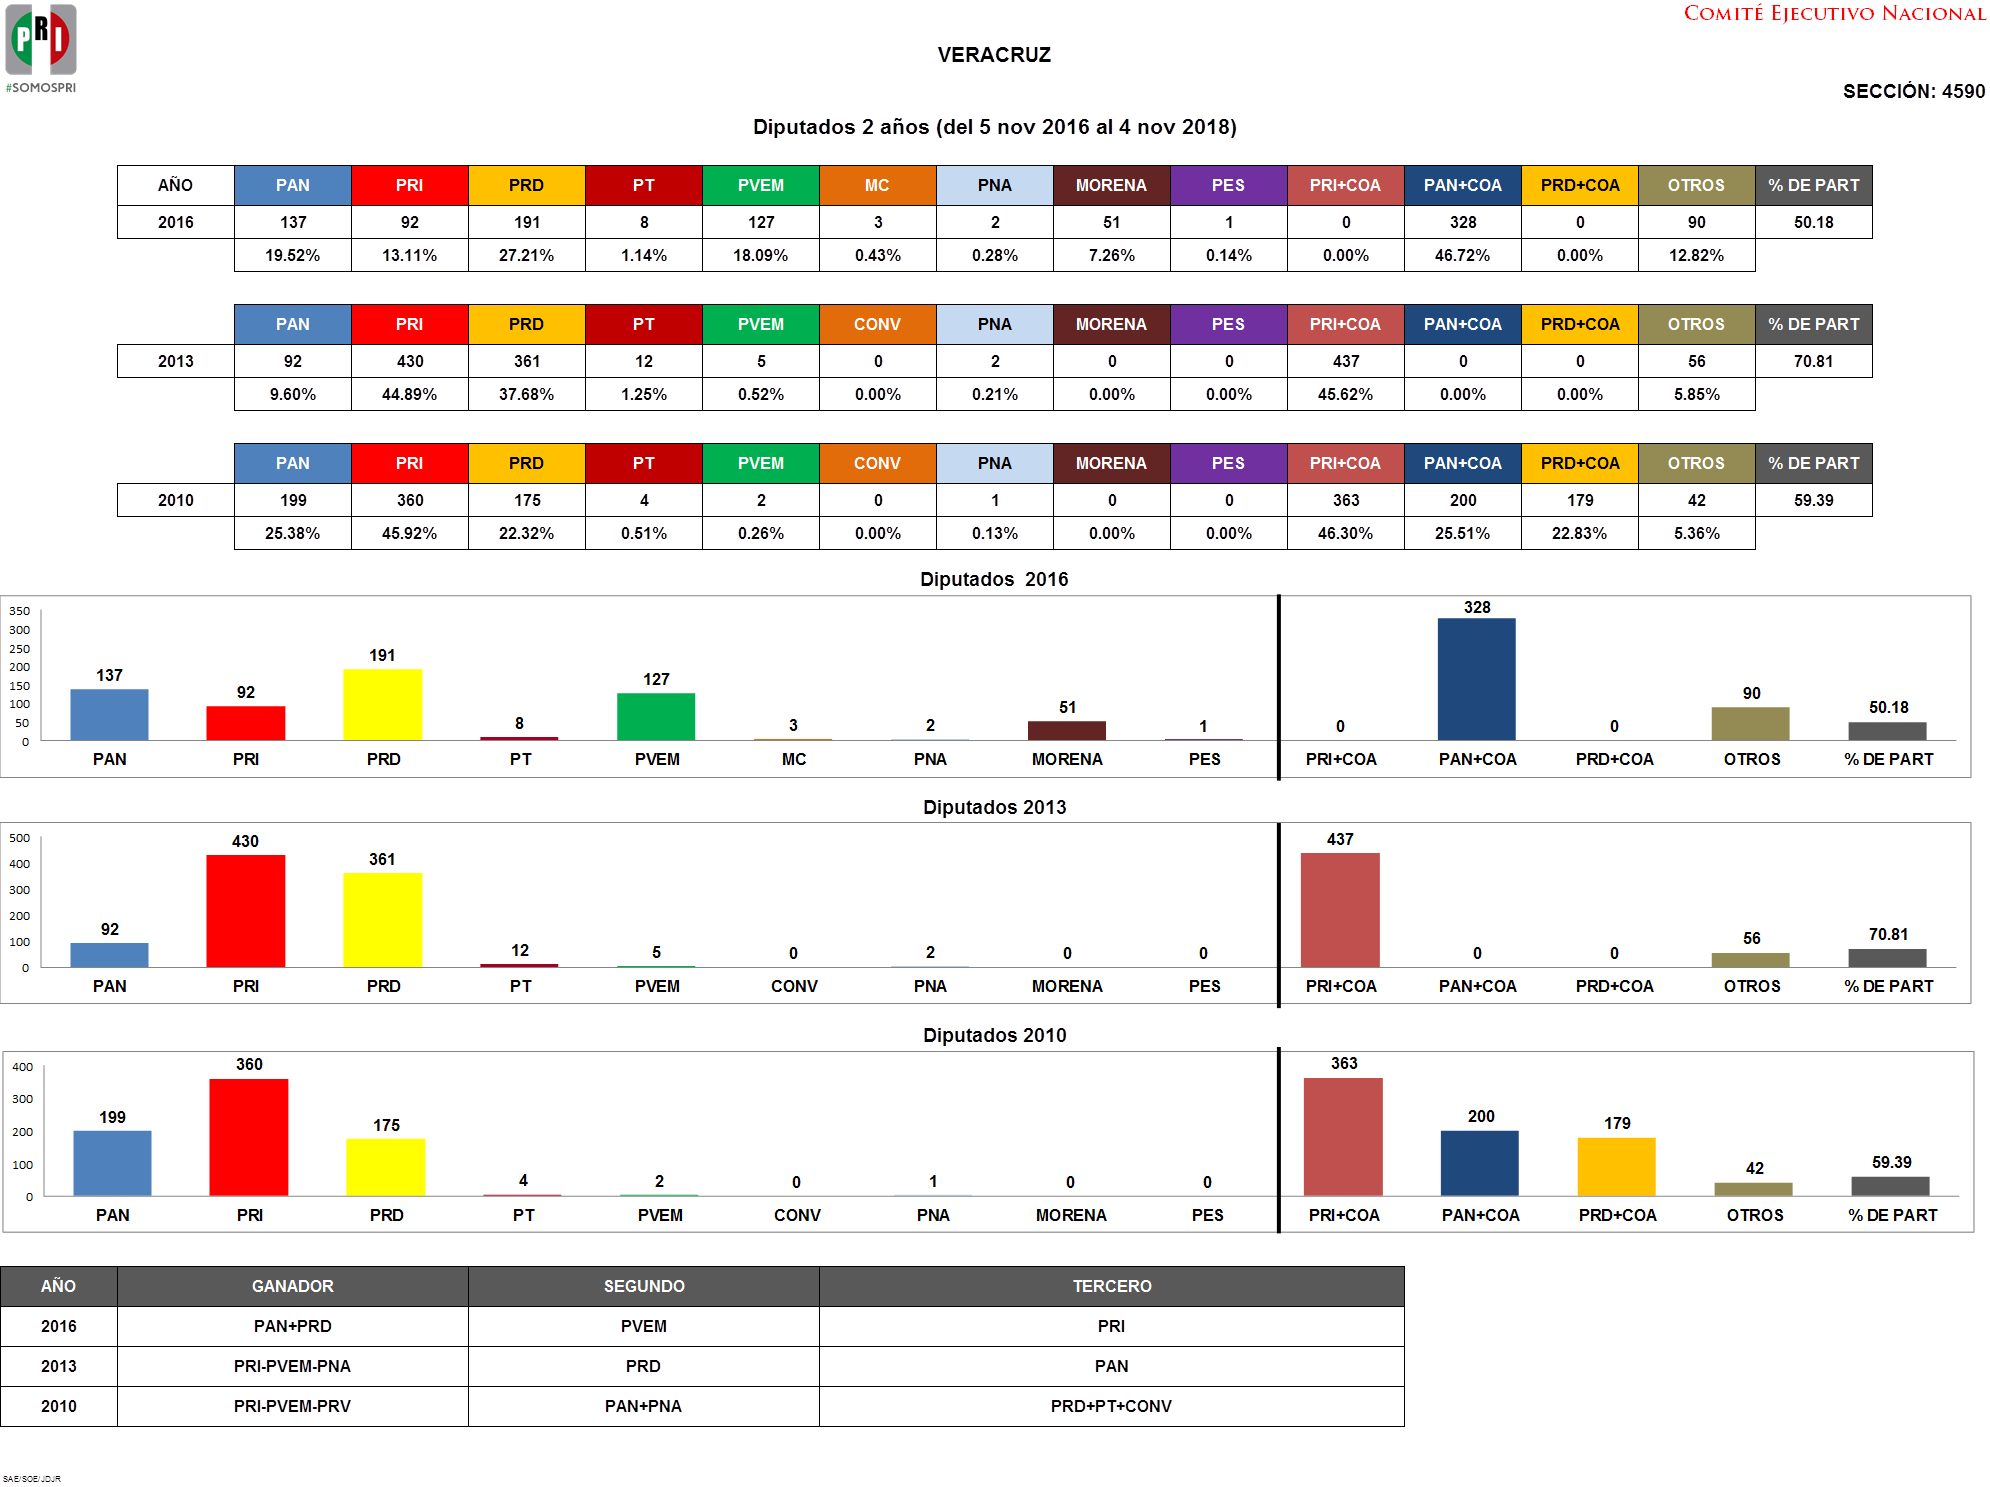 PRI
#SOMOSPRI
COMITÉ EJECUTIVO NACIONAL
VERACRUZ
SECCIÓN: 4590
Diputados 2 años (del 5 nov 2016 al 4 nov 2018)
AÑO PAN PRI PRD PT PVEM MC PNA MORENA PES PRI+COA PAN+COA PRD+COA OTROS % DE PART
2016 137 92 191 8 127 3 2 51 1 0 328 0 90 50.18
19.52% 13.11% 27.21% 1.14% 18.09% 0.43% 0.28% 7.26% 0.14% 0.00% 46.72% 0.00% 12.82%
PAN PRI PRD PT PVEM CONV PNA MORENA PES PRI+COA PAN+COA PRD+COA OTROS % DE PART
2013 92 430 361 12 5 0 2 0 0 437 0 0 56 70.81
9.60% 44.89% 37.68% 1.25% 0.52% 0.00% 0.21% 0.00% 0.00% 45.62% 0.00% 0.00% 5.85%
PAN PRI PRD PT PVEM CONV PNA MORENA PES PRI+COA PAN+COA PRD+COA OTROS % DE PART
2010 199 360 175 4 2 0 1 0 0 363 200 179 42 59.39
25.38% 45.92% 22.32% 0.51% 0.26% 0.00% 0.13% 0.00% 0.00% 46.30% 25.51% 22.83% 5.36%
Diputados 2016
350
300
250
200
150
100
50
0
137 92 191 8 127 3 2 51 1 0 328 0 90 50.18
PAN PRI PRD PT PVEM MC PNA MORENA PES PRI+COA PAN+COA PRD+COA OTROS % DE PART
Diputados 2013
500
400
300
200
100
0
92 430 361 12 5 0 2 0 0 437 0 0 56 70.81
PAN PRI PRD PT PVEM CONV PNA MORENA PES PRI+COA PAN+COA PRD+COA OTROS % DE PART
Diputados 2010
400
300
200
100
0
199 360 175 4 2 0 1 0 0 363 200 179 42 59.39
PAN PRI PRD PT PVEM CONV PNA MORENA PES PRI+COA PAN+COA PRD+COA OTROS % DE PART
AÑO GANADOR SEGUNDO TERCERO
2016 PAN+PRD PVEM PRI
2013 PRI-PVEM-PNA PRD PAN
2010 PRI-PVEM-PRV PAN+PNA PRD+PT+CONV
SAE/SOE/JDJR